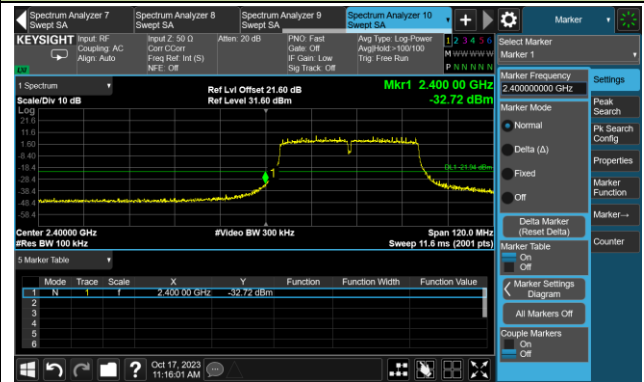 Spectrum Analyzer 7
Swept SA
Spectrum Analyzer 8
Swept SA
Spectrum Analyzer 9
Swept SA
Spectrum Analyzer 10
Swept SA
Marker
KEYSIGHT
Input: RF
Coupling: AC
Align: Auto
Input Z: 50 Ω
Corr CCorr
Freq Ref: Int (S)
NFE: Off
Atten: 20 dB
PNO: Fast
Gate: Off
IF Gain: Low
Sig Track: Off
Avg Type: Log-Power
Avg|Hold:>100/100
Trig: Free Run
1 2 3 4 5 6
M W W W W W
P N N N N N
Select Marker
Marker 1
LNI
1 Spectrum
Scale/Div 10 dB
Ref Lvl Offset 21.60 dB
Ref Level 31.60 dBm
Mkr1 2.400 00 GHz
-32.72 dBm
Log
21.6
11.6
1.60
-8.40
-18.4
-28.4
-38.4
-48.4
-58.4
1
DL1 -21.94 dBm
Center 2.40000 GHz
#Res BW 100 kHz
#Video BW 300 kHz
Span 120.0 MHz
Sweep 11.6 ms (2001 pts)
5 Marker Table
Mode Trace Scale X Y Function Function Width Function Value
1 N 1 f 2.400 00 GHz -32.72 dBm
2
3
4
5
6
Marker Frequency
2.400000000 GHz
Marker Mode
Normal
Delta (Δ)
Fixed
Off
Delta Marker
(Reset Delta)
Marker Table
On
Off
Marker Settings
Diagram
All Markers Off
Couple Markers
On
Off
Settings
Peak
Search
Pk Search
Config
Properties
Marker
Function
Marker→
Counter
?
Oct 17, 2023
11:16:01 AM